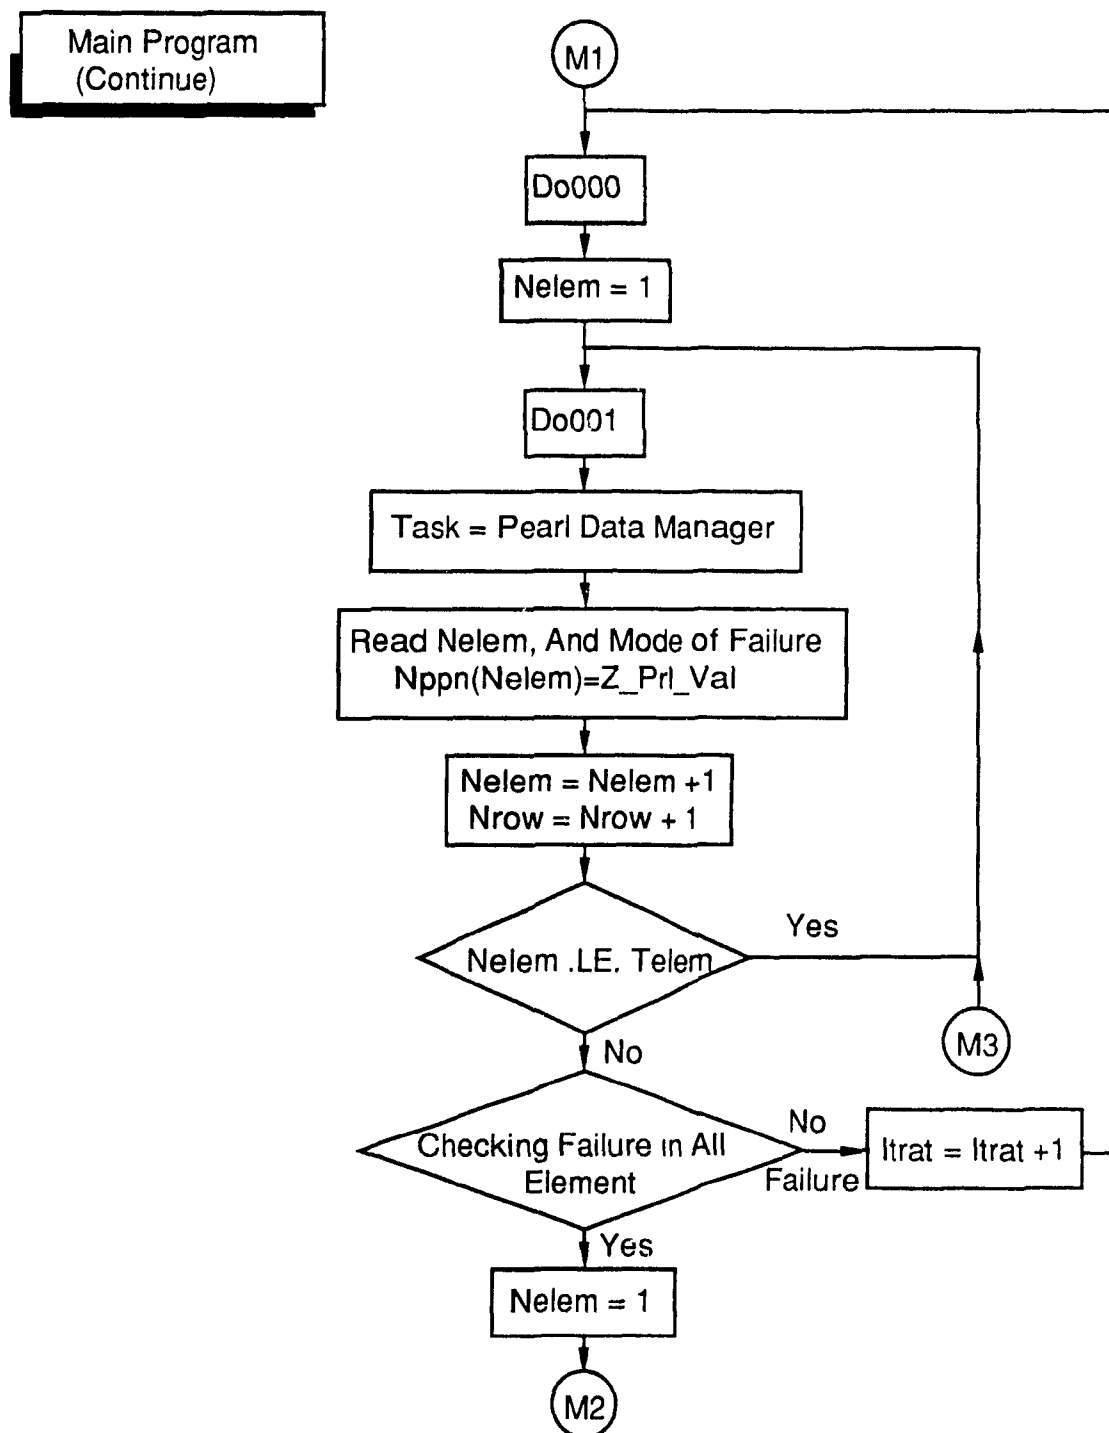 Main Program
(Continue)
M1
Do000
Nelem = 1
Do001
Task = Pearl Data Manager
Read Nelem, And Mode of Failure
Nppn(Nelem)=Z_Prl_Val
Nelem = Nelem +1
Nrow = Nrow + 1
Nelem .LE. Telem
Yes
M3
No
Checking Failure in All
Element
No
Failure
Itrat = Itrat +1
Yes
Nelem = 1
M2